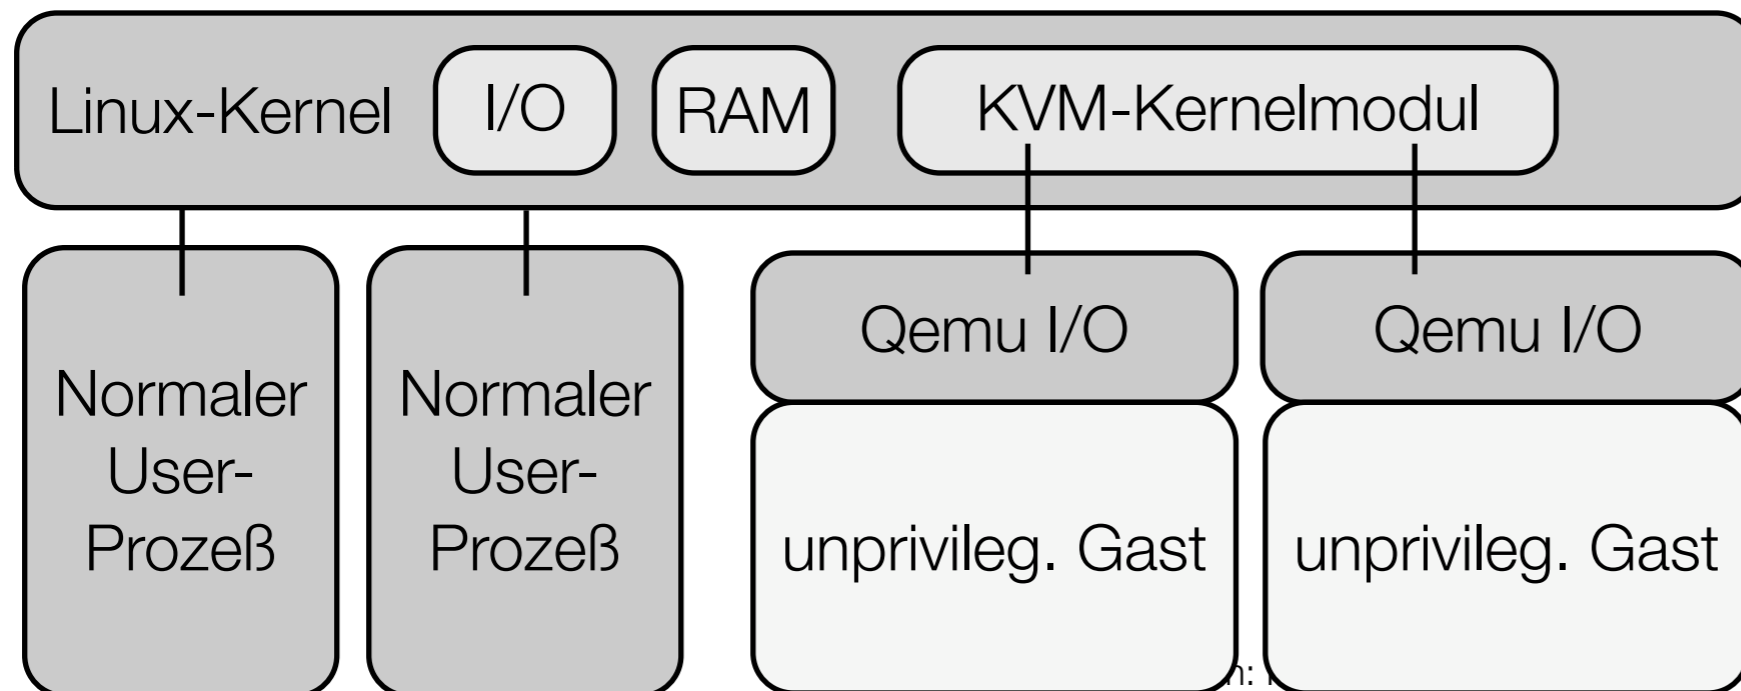 Linux-Kernel
I/O
RAM
KVM-Kernelmodul
Normaler
User-
Prozeß
Normaler
User-
Prozeß
Qemu I/O
unprivileg. Gast
Qemu I/O
unprivileg. Gast